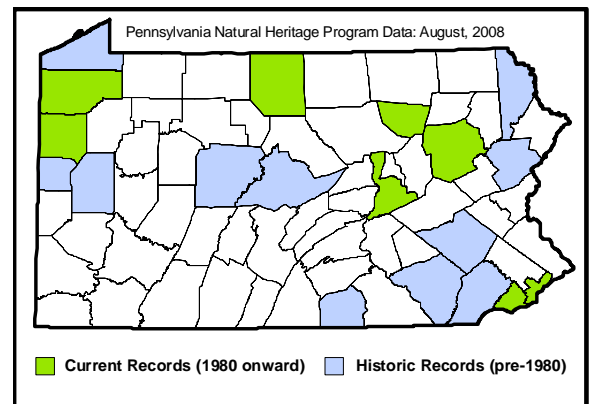 Pennsylvania Natural Heritage Program Data: August, 2008
Current Records (1980 onward) Historic Records (pre-1980)